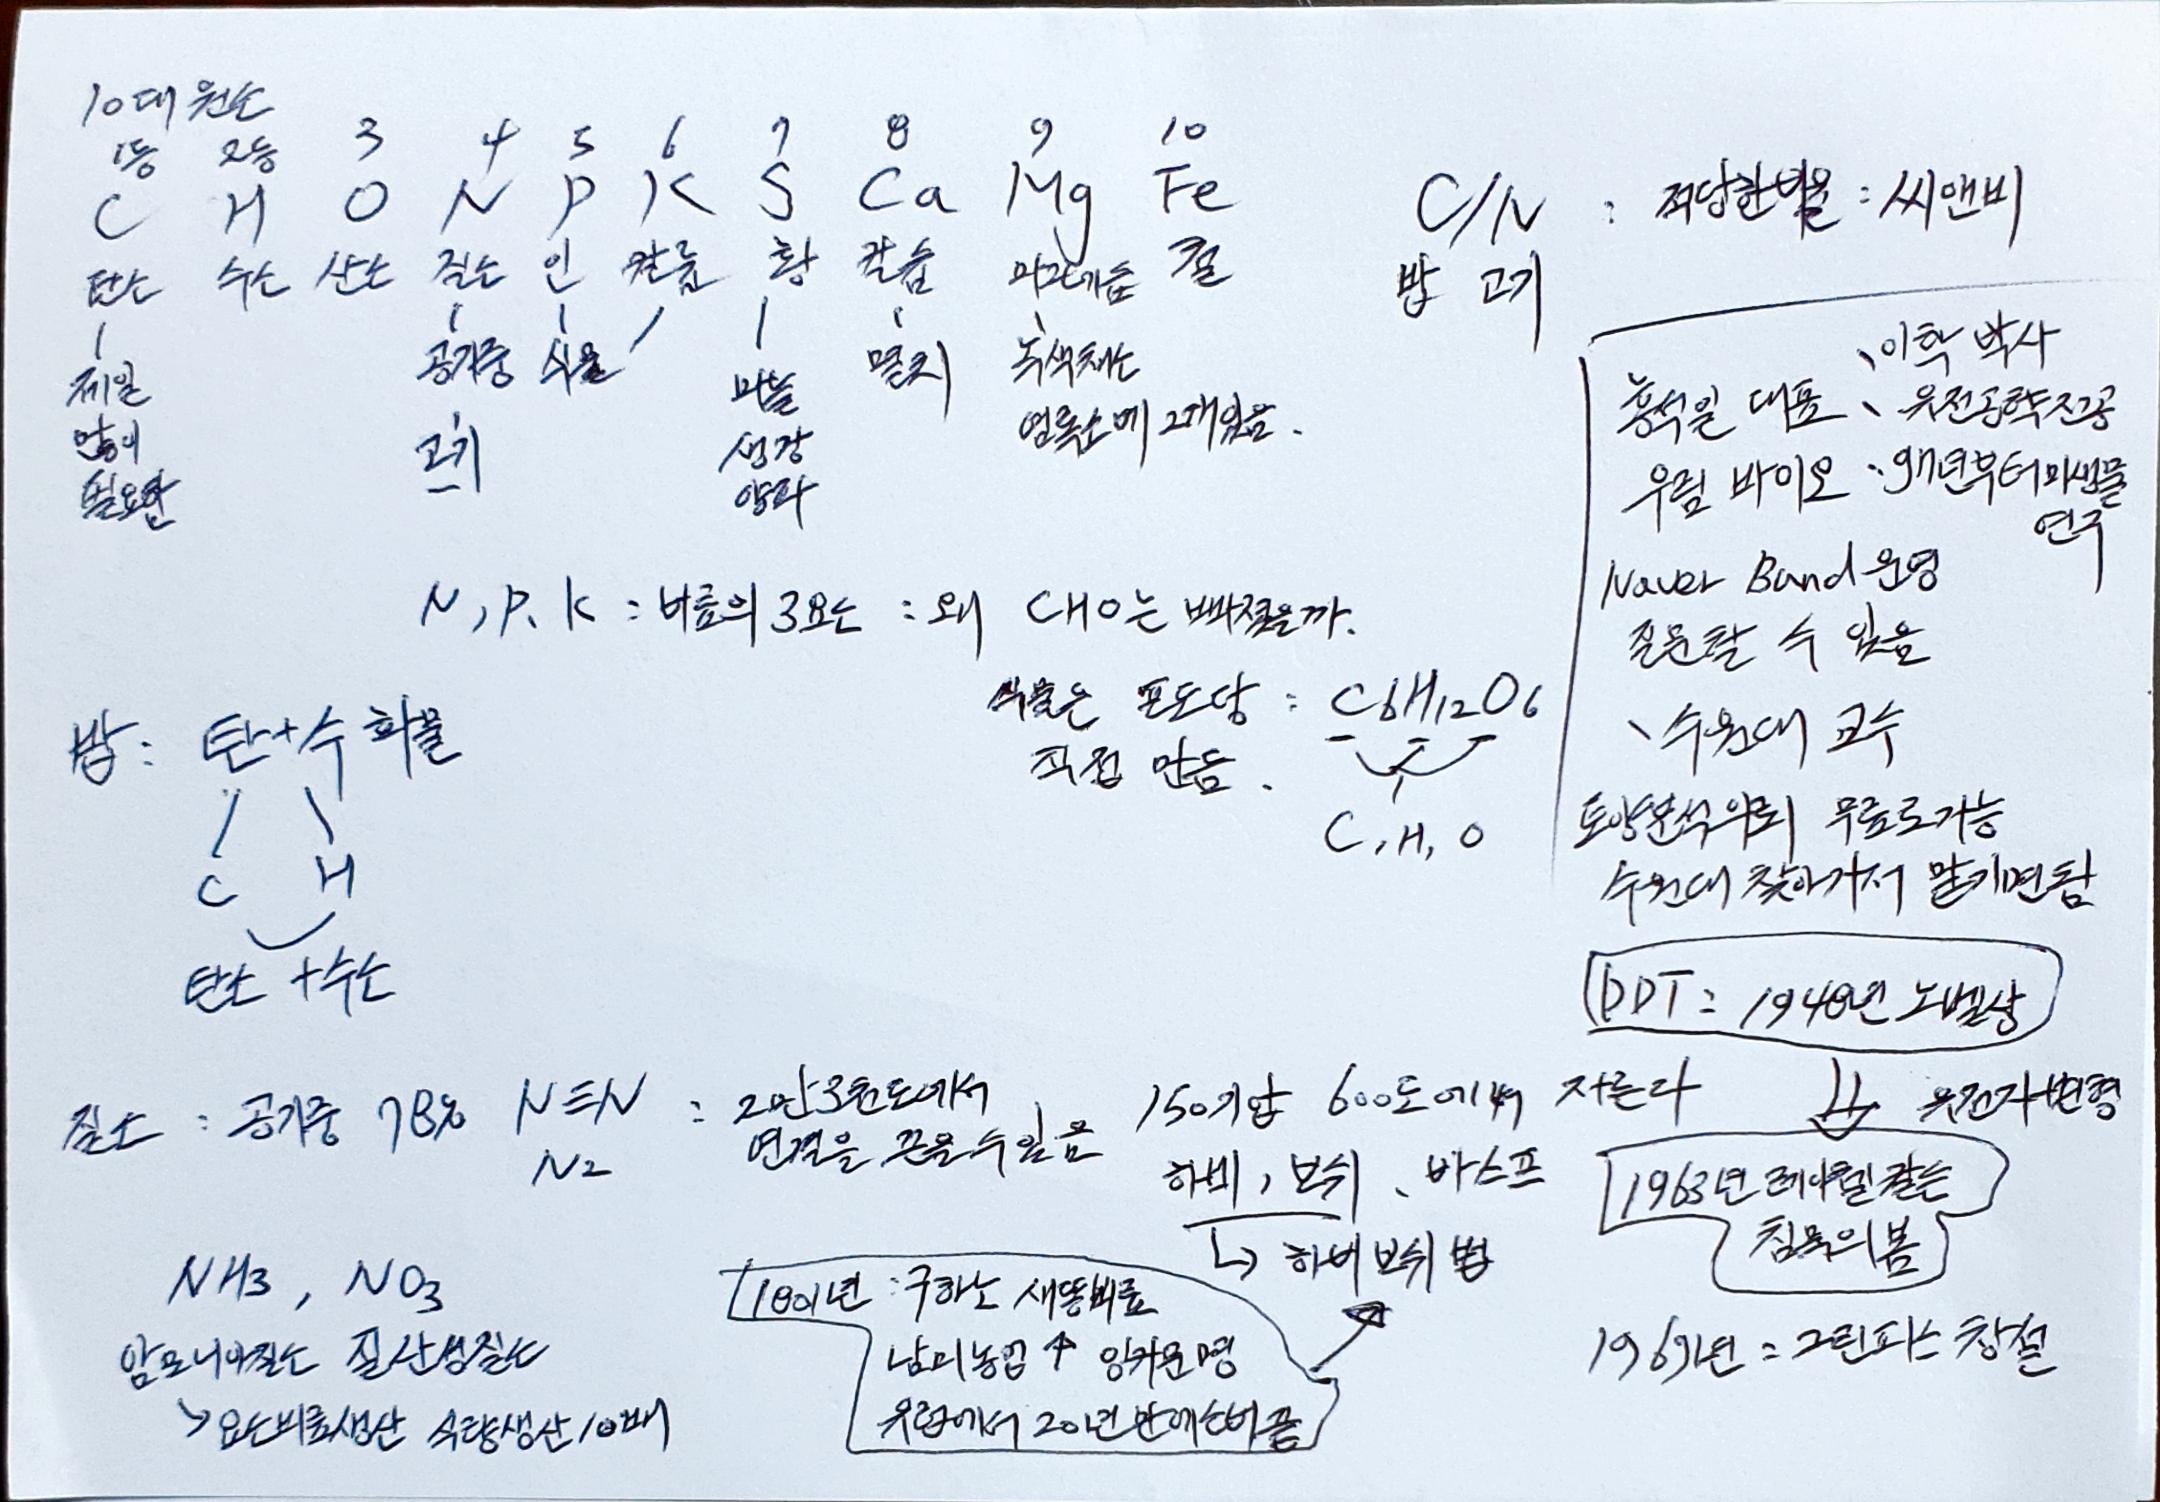 10대 원소
1등 2등 3 4 5 6 7 8 9 10
C H O N P K S Ca Mg Fe
탄소 수소 산소 질소 인 칼륨 황 칼슘 마그네슘 철
제일
많이
필요한
공기중
고기
식물
마늘
생강
양파
멸치
녹색채소
엽록소에 2개있음.
C/N : 적당한비율 : 씨앤비
밥 고기
N, P, K : 비료의 3요소 : 왜 CHO는 빠졌을까.
식물은 포도당 : C6H12O6
직접 만듬.
C, H, O
밥 : 탄+수화물
C H
탄소+수소
홍석일 대표 、이학 박사
、유전공학전공
우림 바이오 、97년부터미생물
연구
Naver Band 운영
질문할 수 있음
、수원대 교수
토양분석의뢰 무료로가능
수원대 찾아가서 맡기면됨
DDT : 1948년 노벨상
유전자변형
1963년 레이첼 칼슨
침묵의 봄
1969년 : 그린피스 창설
질소 : 공기중 78% N≡N : 2만3천도에서
연결을 끊을수있음
N2
150기압 600도에서 자른다
하버, 보쉬、바스프
↳ 하버보쉬 법
NH3, NO3
암모니아질소 질산성질소
↘요소비료생산 식량생산10배
1801년 : 구아노 새똥비료
남미농업↑ 잉카문명
유럽에서 20년만에소비끝